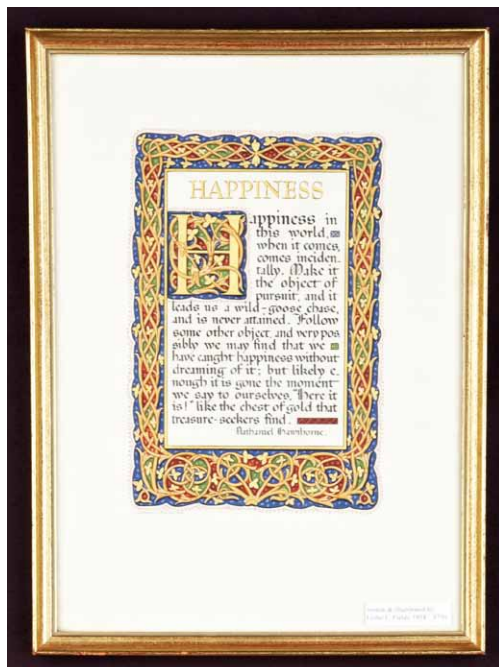 HAPPINESS
Happiness in
this world,
when it comes,
comes inciden-
tally. Make it
the object of
pursuit, and it
leads us a wild-goose chase,
and is never attained. Follow
some other object, and very pos
sibly we may find that we
have caught happiness without
dreaming of it; but likely e-
nough it is gone the moment
we say to ourselves, "Here it
is!" like the chest of gold that
treasure-seekers find.
Nathaniel Hawthorne.